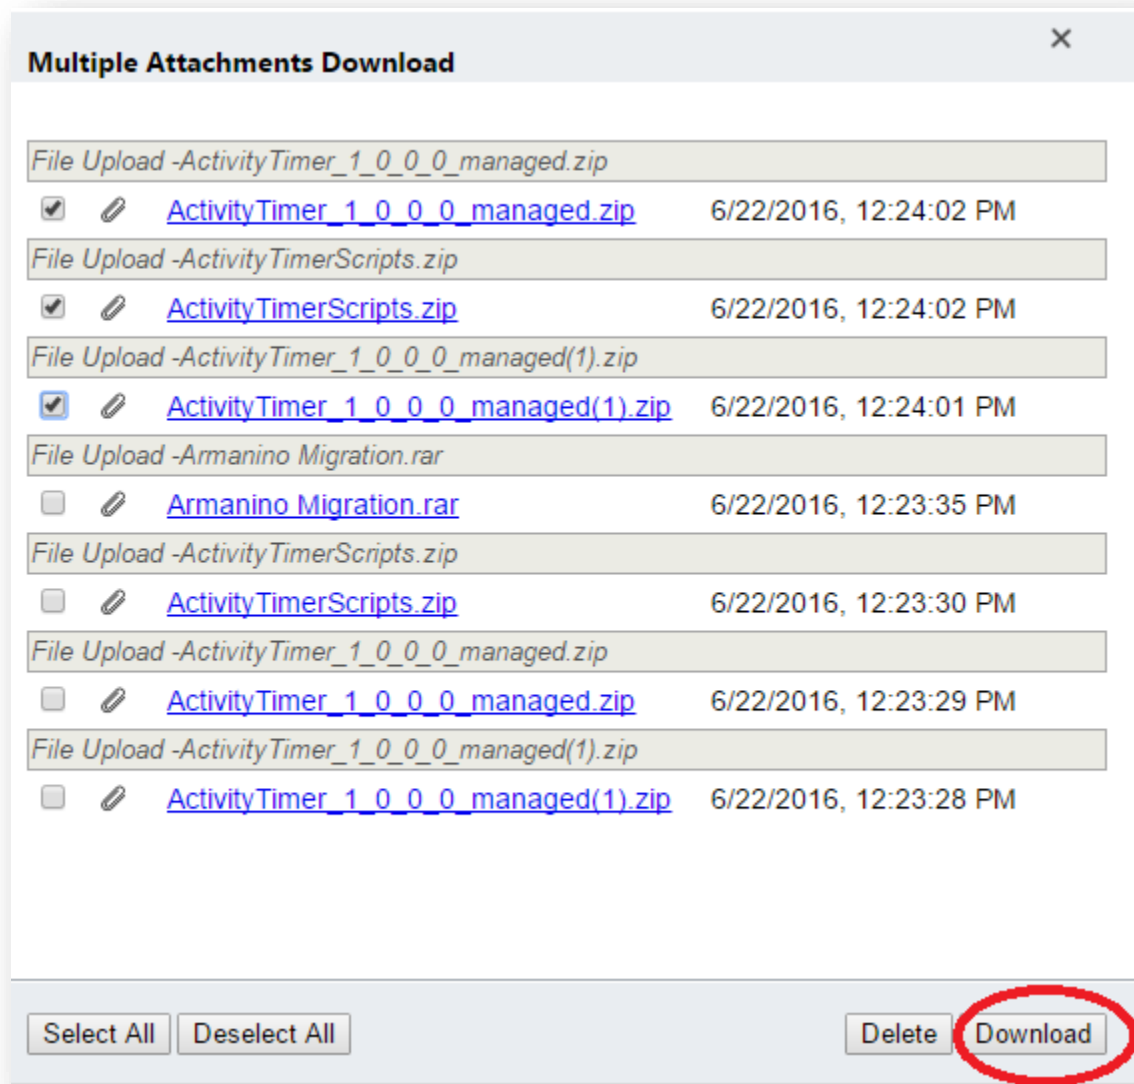 Multiple Attachments Download
File Upload -ActivityTimer_1_0_0_0_managed.zip
ActivityTimer_1_0_0_0_managed.zip 6/22/2016, 12:24:02 PM
File Upload -ActivityTimerScripts.zip
ActivityTimerScripts.zip 6/22/2016, 12:24:02 PM
File Upload -ActivityTimer_1_0_0_0_managed(1).zip
ActivityTimer_1_0_0_0_managed(1).zip 6/22/2016, 12:24:01 PM
File Upload -Armanino Migration.rar
Armanino Migration.rar 6/22/2016, 12:23:35 PM
File Upload -ActivityTimerScripts.zip
ActivityTimerScripts.zip 6/22/2016, 12:23:30 PM
File Upload -ActivityTimer_1_0_0_0_managed.zip
ActivityTimer_1_0_0_0_managed.zip 6/22/2016, 12:23:29 PM
File Upload -ActivityTimer_1_0_0_0_managed(1).zip
ActivityTimer_1_0_0_0_managed(1).zip 6/22/2016, 12:23:28 PM
Select All Deselect All Delete Download